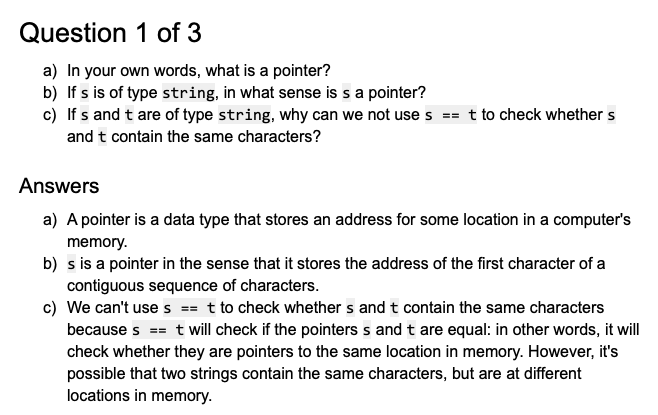 Question 1 of 3
a) In your own words, what is a pointer?
b) If s is of type string, in what sense is s a pointer?
c) If s and t are of type string, why can we not use s == t to check whether s
and t contain the same characters?
Answers
a) A pointer is a data type that stores an address for some location in a computer's
memory.
b) s is a pointer in the sense that it stores the address of the first character of a
contiguous sequence of characters.
c) We can't use s == t to check whether s and t contain the same characters
because s == t will check if the pointers s and t are equal: in other words, it will
check whether they are pointers to the same location in memory. However, it's
possible that two strings contain the same characters, but are at different
locations in memory.